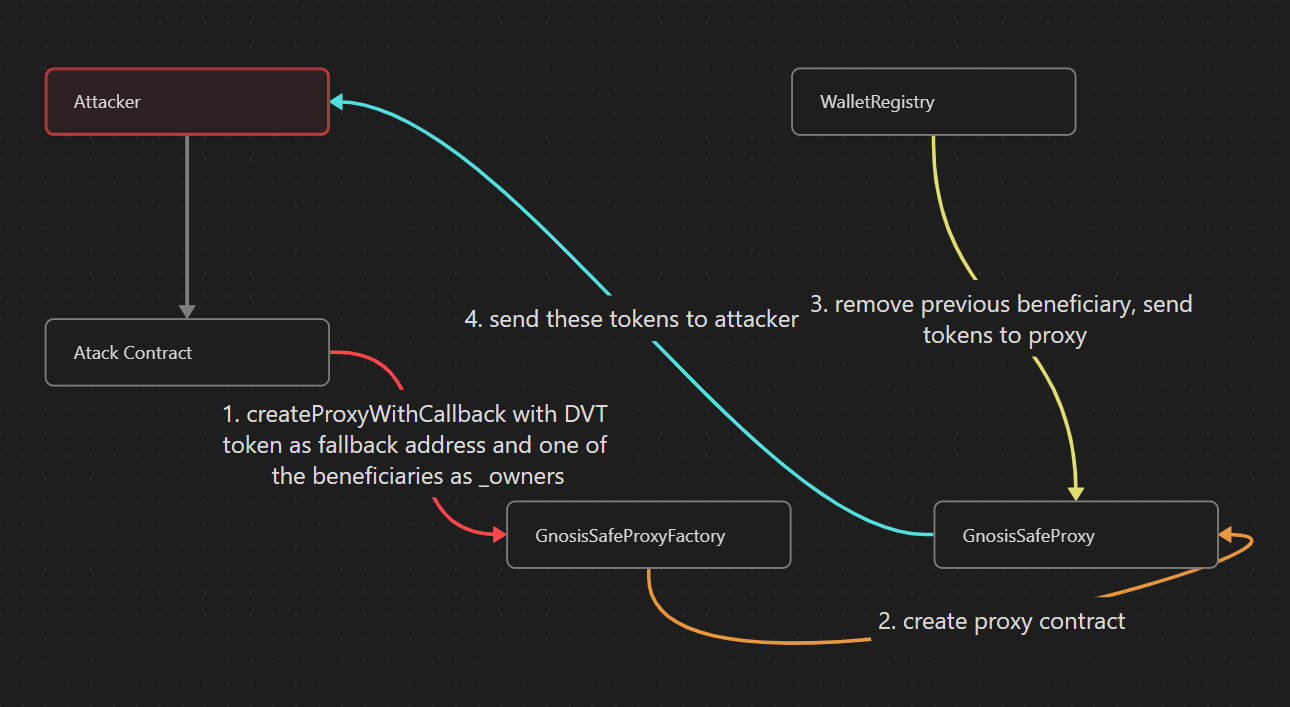 Attacker
WalletRegistry
4. send these tokens to attacker
3. remove previous beneficiary, send
tokens to proxy
Atack Contract
1. createProxyWithCallback with DVT
token as fallback address and one of
the beneficiaries as _owners
GnosisSafeProxyFactory
GnosisSafeProxy
2. create proxy contract